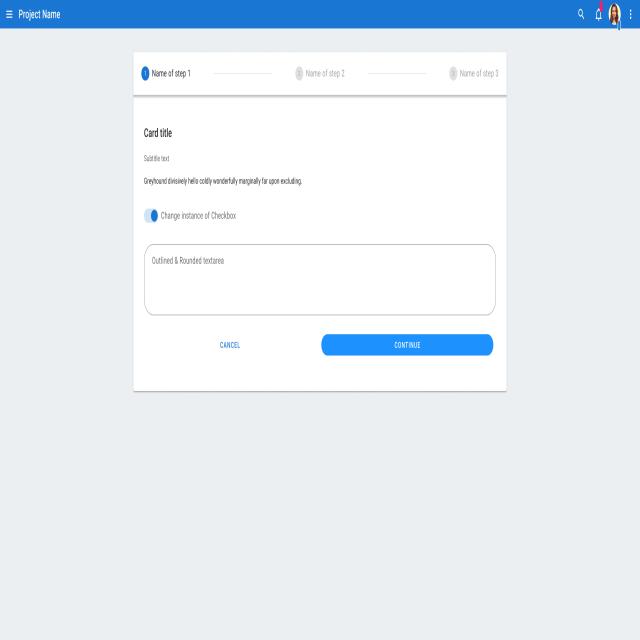 Project Name
1 Name of step 1
2 Name of step 2
3 Name of step 3
Card title
Subtitle text
Greyhound divisively hello coldly wonderfully marginally far upon excluding.
Change instance of Checkbox
Outlined & Rounded textarea
CANCEL
CONTINUE